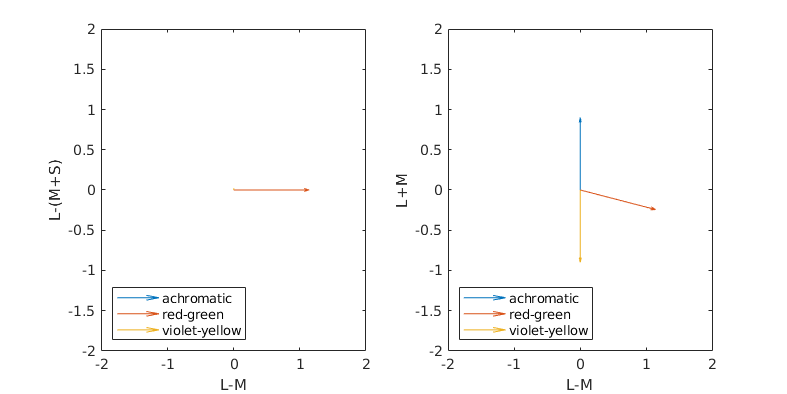 2
1.5
1
0.5
0
-0.5
-1
-1.5
-2
L-(M+S)
achromatic
red-green
violet-yellow
-2 -1 0 1 2
L-M
2
1.5
1
0.5
0
-0.5
-1
-1.5
-2
L+M
achromatic
red-green
violet-yellow
-2 -1 0 1 2
L-M